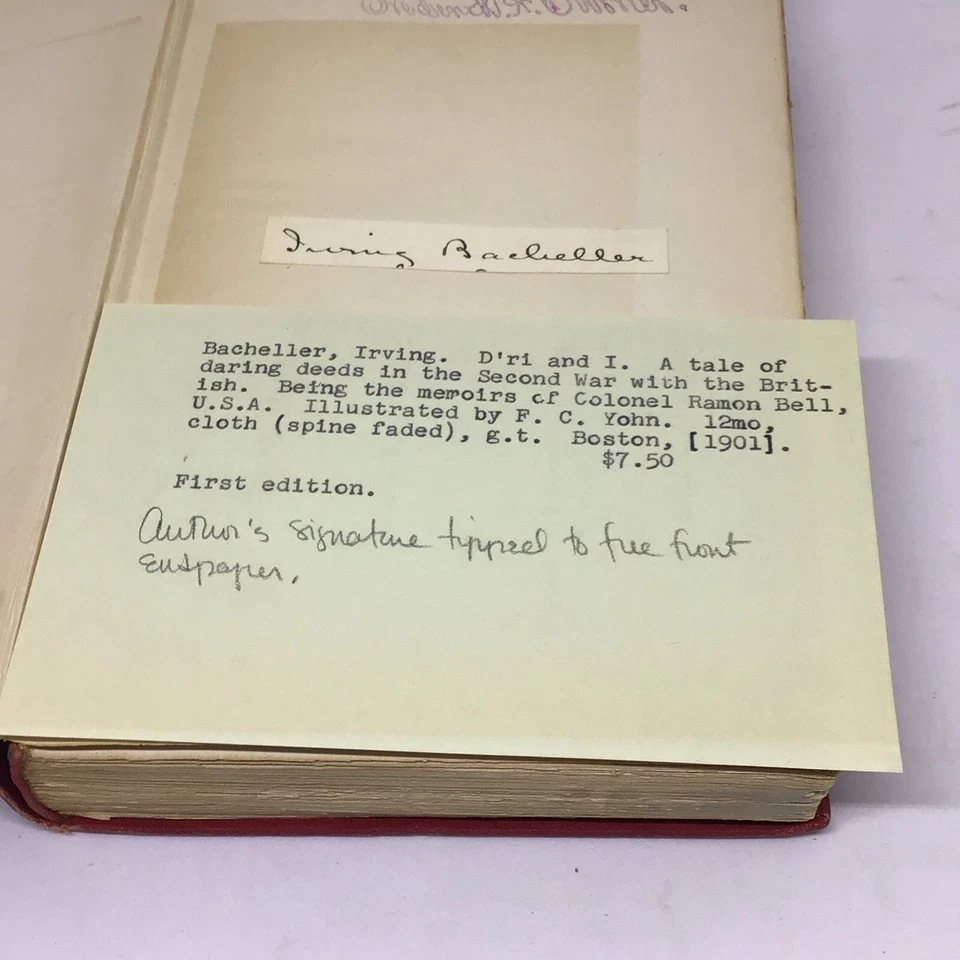 Irving Bacheller
Bacheller, Irving. D'ri and I. A tale of
daring deeds in the Second War with the Brit-
ish. Being the memoirs of Colonel Ramon Bell,
U.S.A. Illustrated by F. C. Yohn. 12mo,
cloth (spine faded), g.t. Boston, [1901].
$7.50
First edition.
Author's signature tipped to free front
Endpaper.